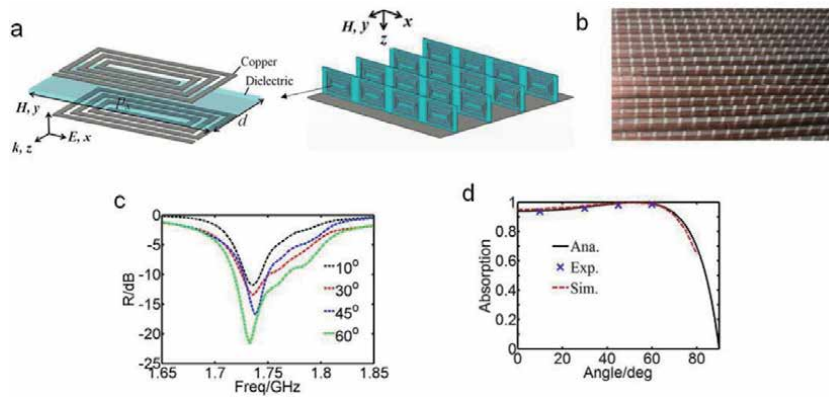 a
Copper
Dielectric
H, y
Pₓ
d
E, x
k, z
H, y
x
z
b
c
R/dB
0
-5
-10
-15
-20
-25
1.65
1.7
1.75
1.8
1.85
Freq/GHz
10°
30°
45°
60°
d
Absorption
1
0.8
0.6
0.4
0.2
0
0
20
40
60
80
Angle/deg
Ana.
Exp.
Sim.